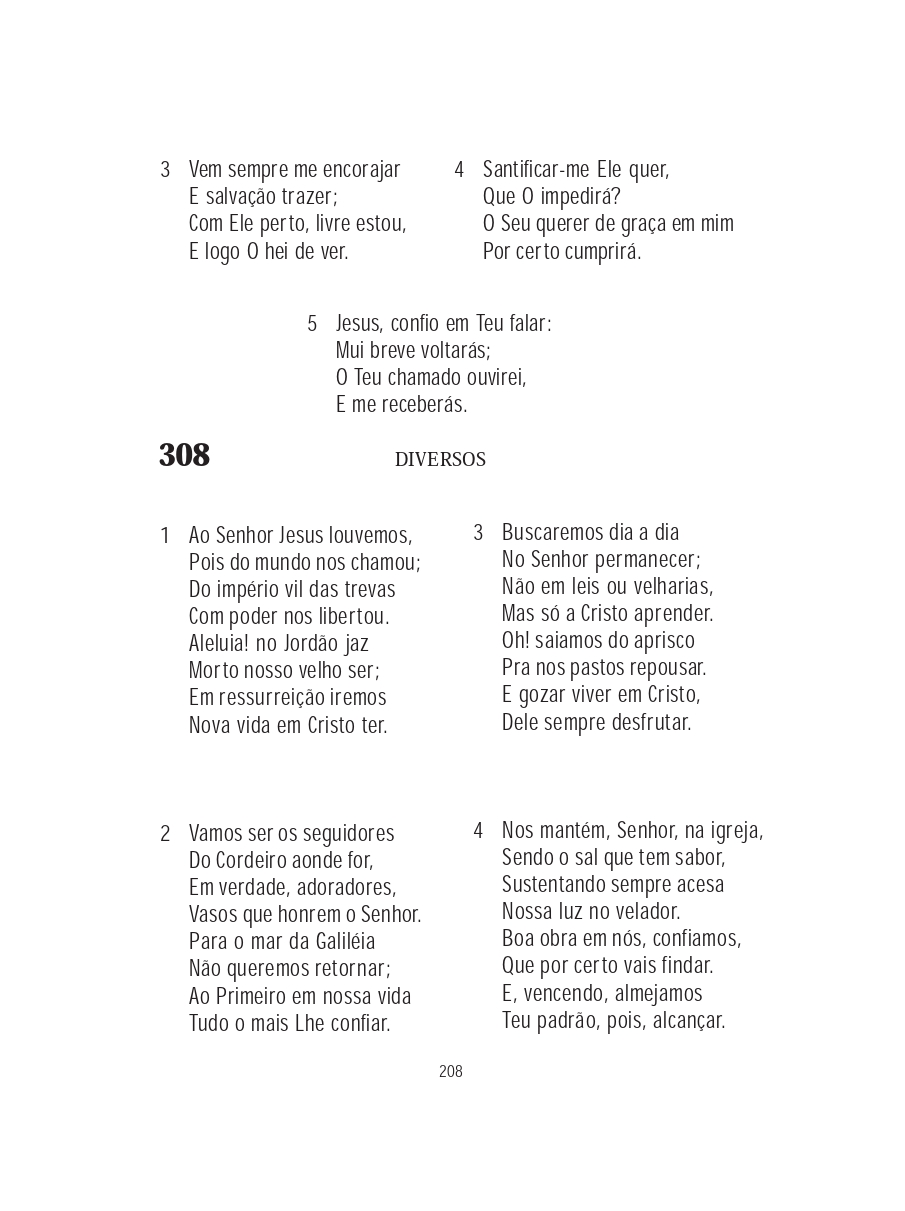 3 Vem sempre me encorajar
E salvação trazer;
Com Ele perto, livre estou,
E logo O hei de ver.
4 Santificar-me Ele quer,
Que O impedirá?
O Seu querer de graça em mim
Por certo cumprirá.
5 Jesus, confio em Teu falar:
Mui breve voltarás;
O Teu chamado ouvirei,
E me receberás.
308 DIVERSOS
1 Ao Senhor Jesus louvemos,
Pois do mundo nos chamou;
Do império vil das trevas
Com poder nos libertou.
Aleluia! no Jordão jaz
Morto nosso velho ser;
Em ressurreição iremos
Nova vida em Cristo ter.
2 Vamos ser os seguidores
Do Cordeiro aonde for,
Em verdade, adoradores,
Vasos que honrem o Senhor.
Para o mar da Galiléia
Não queremos retornar;
Ao Primeiro em nossa vida
Tudo o mais Lhe confiar.
3 Buscaremos dia a dia
No Senhor permanecer;
Não em leis ou velharias,
Mas só a Cristo aprender.
Oh! saiamos do aprisco
Pra nos pastos repousar.
E gozar viver em Cristo,
Dele sempre desfrutar.
4 Nos mantém, Senhor, na igreja,
Sendo o sal que tem sabor,
Sustentando sempre acesa
Nossa luz no velador.
Boa obra em nós, confiamos,
Que por certo vais findar.
E, vencendo, almejamos
Teu padrão, pois, alcançar.
208